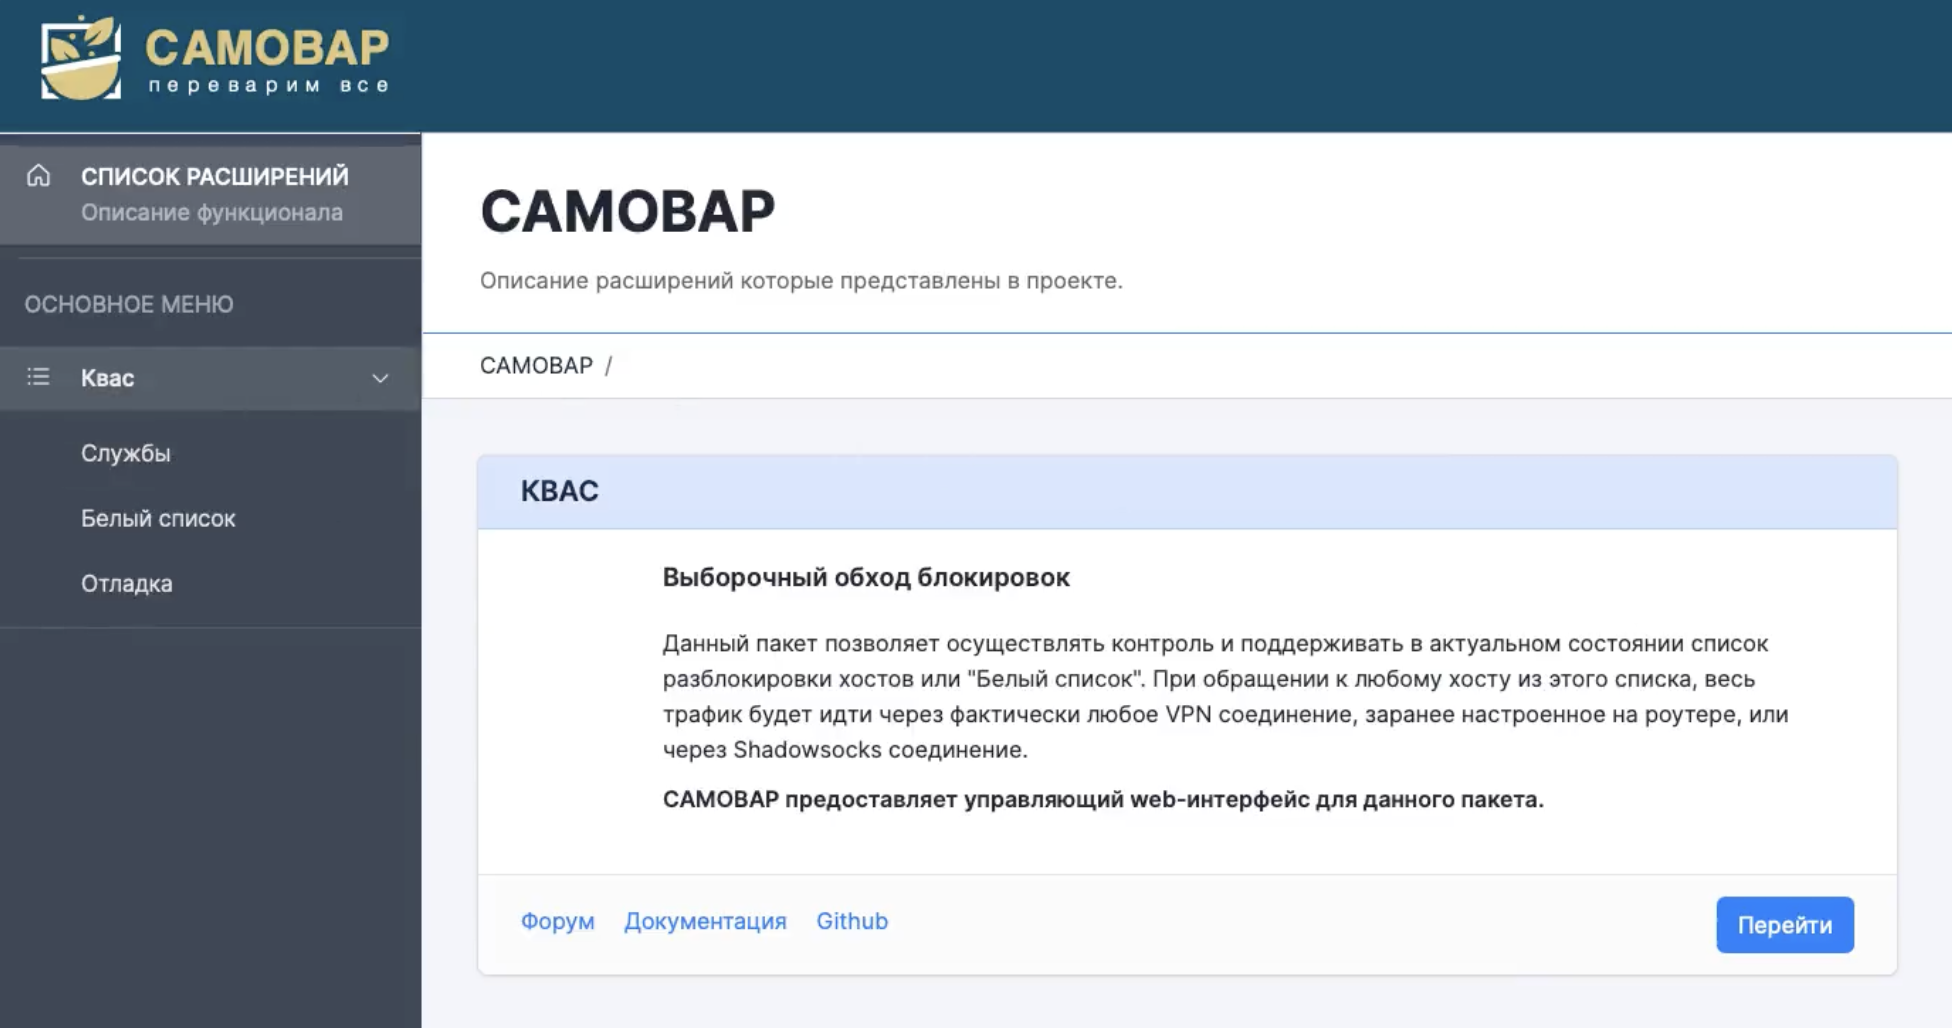 САМОВАР
переварим все
СПИСОК РАСШИРЕНИЙ
Описание функционала
ОСНОВНОЕ МЕНЮ
Квас
Службы
Белый список
Отладка
САМОВАР
Описание расширений которые представлены в проекте.
САМОВАР /
КВАС
Выборочный обход блокировок
Данный пакет позволяет осуществлять контроль и поддерживать в актуальном состоянии список
разблокировки хостов или "Белый список". При обращении к любому хосту из этого списка, весь
трафик будет идти через фактически любое VPN соединение, заранее настроенное на роутере, или
через Shadowsocks соединение.
САМОВАР предоставляет управляющий web-интерфейс для данного пакета.
Форум Документация Github
Перейти